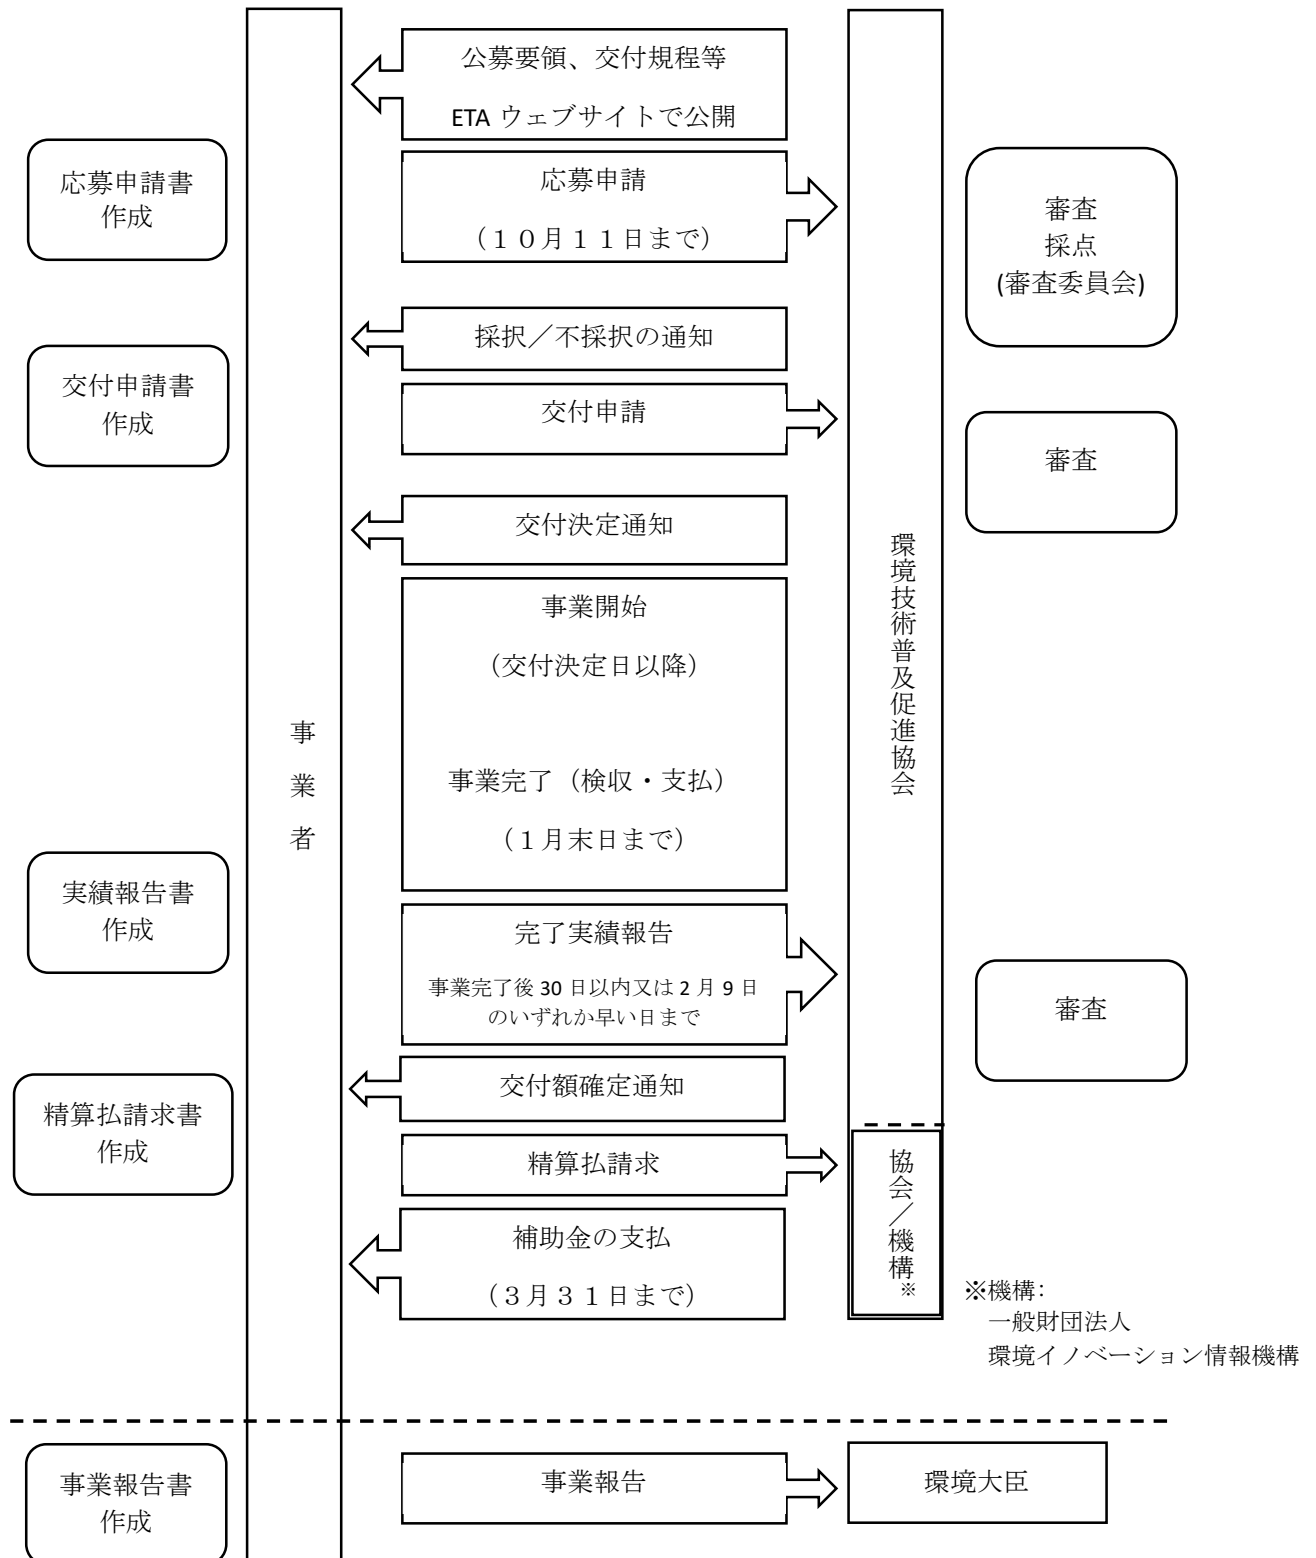 公募要領、交付規程等
ETA ウェブサイトで公開
応募申請書
作成
応募申請
（１０月１１日まで）
審査
採点
(審査委員会)
採択／不採択の通知
交付申請書
作成
交付申請
審査
交付決定通知
事業開始
（交付決定日以降）
事業完了（検収・支払）
（１月末日まで）
事業者
環境技術普及促進協会
実績報告書
作成
完了実績報告
事業完了後 30 日以内又は 2 月 9 日
のいずれか早い日まで
審査
交付額確定通知
精算払請求書
作成
精算払請求
協会／機構※
補助金の支払
（３月３１日まで）
※機構：
一般財団法人
環境イノベーション情報機構
事業報告書
作成
事業報告
環境大臣